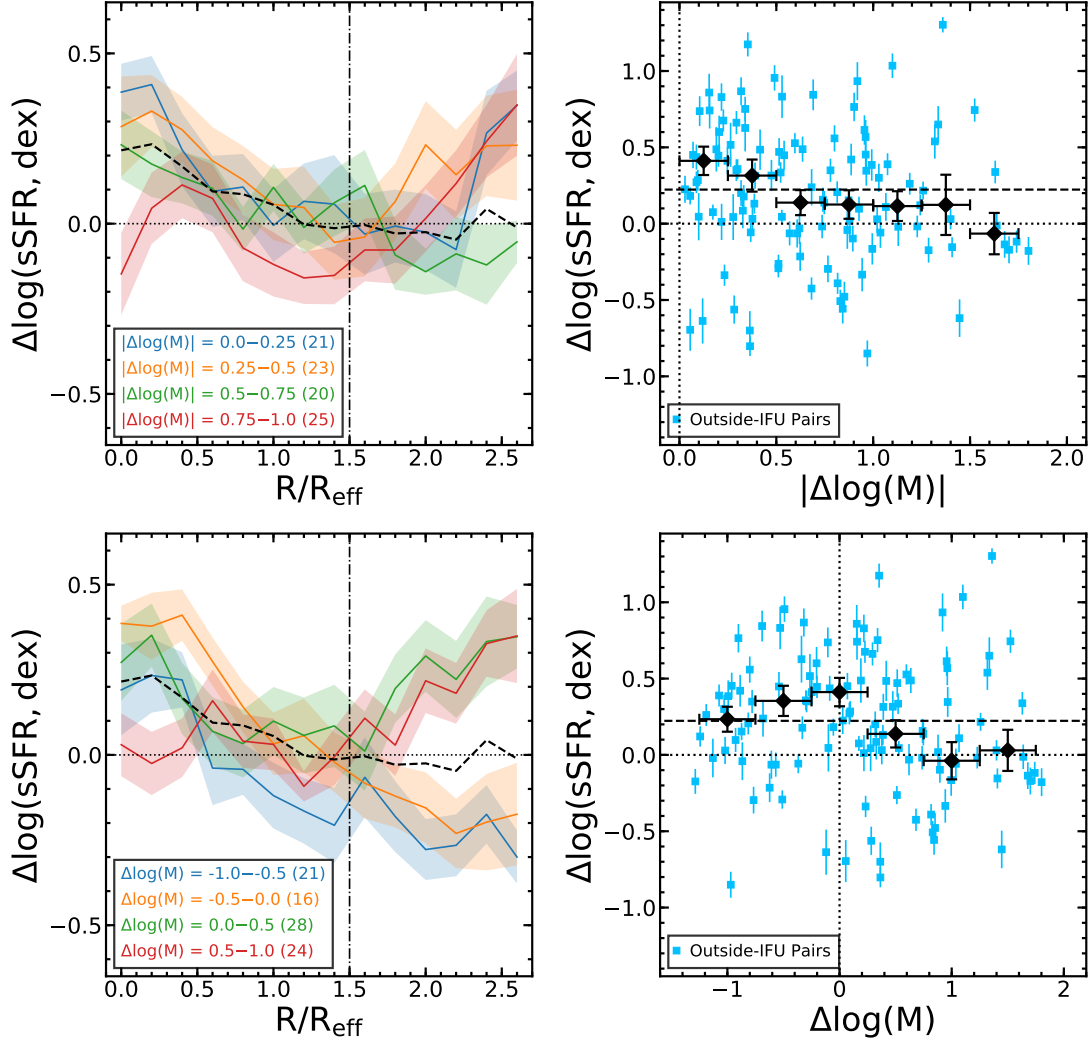 0.5
0.0
−0.5
Δlog(sSFR, dex)
|Δlog(M)| = 0.0−0.25 (21)
|Δlog(M)| = 0.25−0.5 (23)
|Δlog(M)| = 0.5−0.75 (20)
|Δlog(M)| = 0.75−1.0 (25)
0.0 0.5 1.0 1.5 2.0 2.5
R/Reff
1.0
0.5
0.0
−0.5
−1.0
Δlog(sSFR, dex)
Outside-IFU Pairs
0.0 0.5 1.0 1.5 2.0
|Δlog(M)|
0.5
0.0
−0.5
Δlog(sSFR, dex)
Δlog(M) = -1.0−-0.5 (21)
Δlog(M) = -0.5−0.0 (16)
Δlog(M) = 0.0−0.5 (28)
Δlog(M) = 0.5−1.0 (24)
0.0 0.5 1.0 1.5 2.0 2.5
R/Reff
1.0
0.5
0.0
−0.5
−1.0
Δlog(sSFR, dex)
Outside-IFU Pairs
−1 0 1 2
Δlog(M)